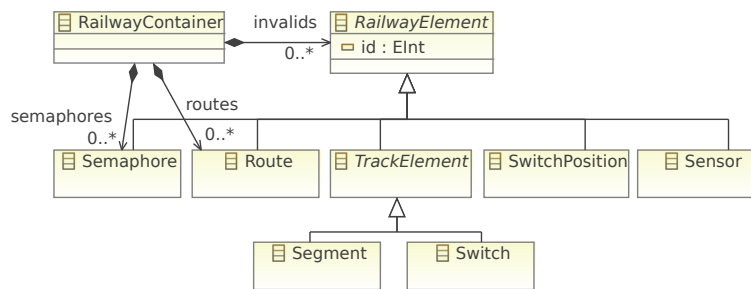 RailwayContainer
invalids
0..*
RailwayElement
id : EInt
semaphores
0..*
routes
0..*
Semaphore
Route
TrackElement
SwitchPosition
Sensor
Segment
Switch